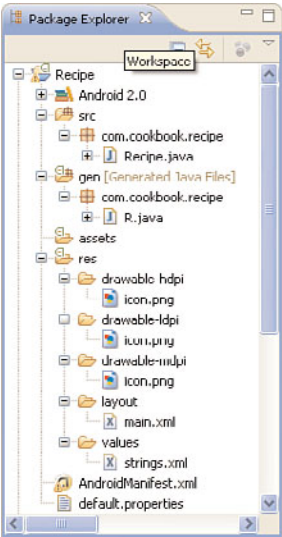 Package Explorer
Workspace
Recipe
Android 2.0
src
com.cookbook.recipe
Recipe.java
gen [Generated Java Files]
com.cookbook.recipe
R.java
assets
res
drawable-hdpi
icon.png
drawable-ldpi
icon.png
drawable-mdpi
icon.png
layout
main.xml
values
strings.xml
AndroidManifest.xml
default.properties